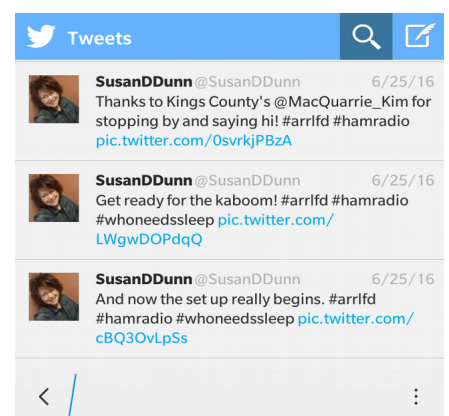 Tweets
SusanDDunn @SusanDDunn 6/25/16
Thanks to Kings County's @MacQuarrie_Kim for
stopping by and saying hi! #arrlfd #hamradio
pic.twitter.com/0svrkjPBzA
SusanDDunn @SusanDDunn 6/25/16
Get ready for the kaboom! #arrlfd #hamradio
#whoneedssleep pic.twitter.com/
LWgwDOPdqQ
SusanDDunn @SusanDDunn 6/25/16
And now the set up really begins. #arrlfd
#hamradio #whoneedssleep pic.twitter.com/
cBQ3OvLpSs